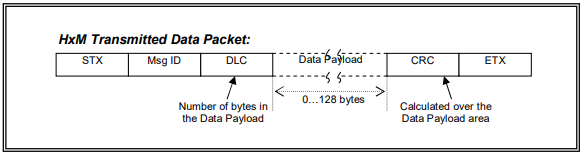 HxM Transmitted Data Packet:
STX Msg ID DLC Data Payload CRC ETX
0…128 bytes
Number of bytes in
the Data Payload
Calculated over the
Data Payload area